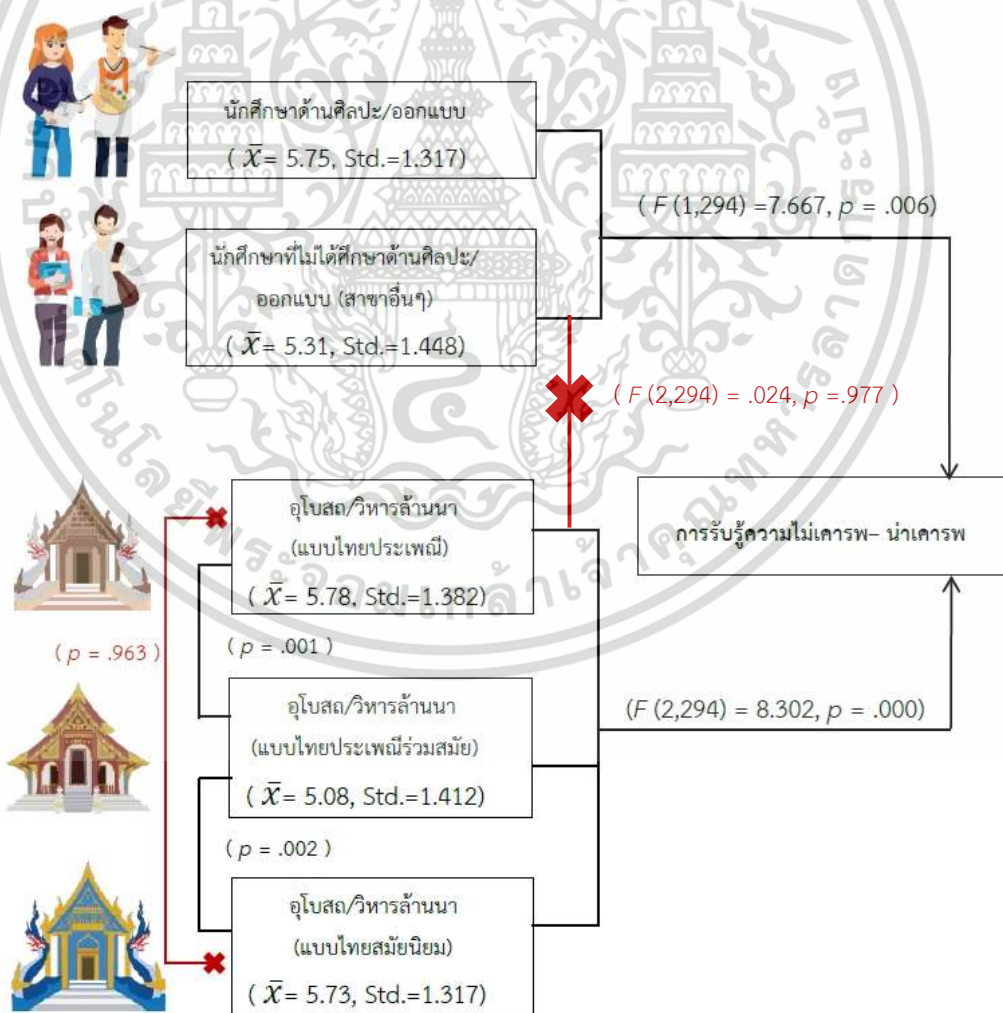 นักศึกษาด้านศิลปะ/ออกแบบ
( x̄ = 5.75, Std.=1.317)
( F (1,294) =7.667, p = .006)
นักศึกษาที่ไม่ได้ศึกษาด้านศิลปะ/
ออกแบบ (สาขาอื่นๆ)
( x̄ = 5.31, Std.=1.448)
( F (2,294) = .024, p =.977 )
อุโบสถ/วิหารล้านนา
(แบบไทยประเพณี)
( x̄ = 5.78, Std.=1.382)
การรับรู้ความไม่เคารพ– น่าเคารพ
( p = .963 )
( p = .001 )
อุโบสถ/วิหารล้านนา
(แบบไทยประเพณีร่วมสมัย)
( x̄ = 5.08, Std.=1.412)
(F (2,294) = 8.302, p = .000)
( p = .002 )
อุโบสถ/วิหารล้านนา
(แบบไทยสมัยนิยม)
( x̄ = 5.73, Std.=1.317)